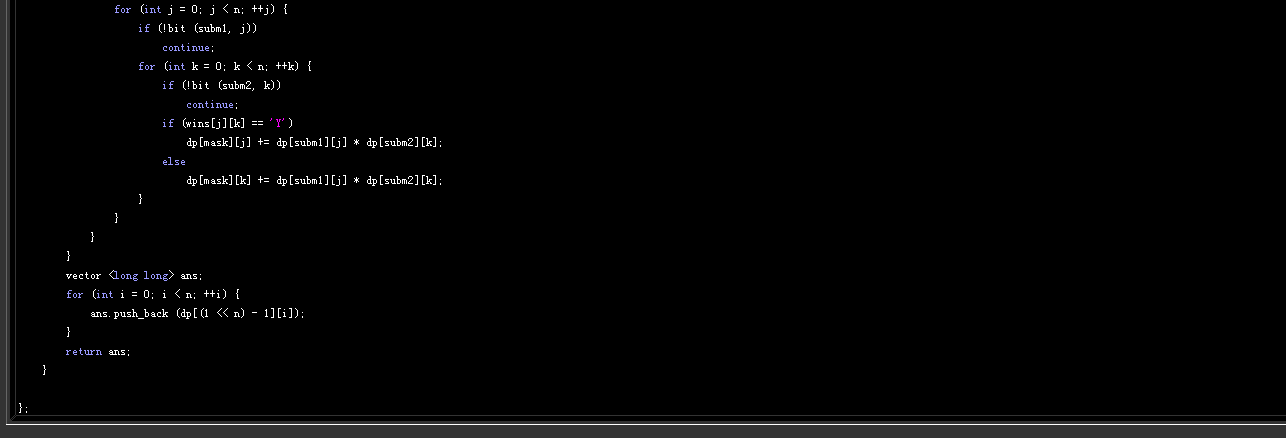 for (int j = 0; j < n; ++j) {
if (!bit (subm1, j))
continue;
for (int k = 0; k < n; ++k) {
if (!bit (subm2, k))
continue;
if (wins[j][k] == 'Y')
dp[mask][j] += dp[subm1][j] * dp[subm2][k];
else
dp[mask][k] += dp[subm1][j] * dp[subm2][k];
}
}
}
}
vector <long long> ans;
for (int i = 0; i < n; ++i) {
ans.push_back (dp[(1 << n) - 1][i]);
}
return ans;
}
};